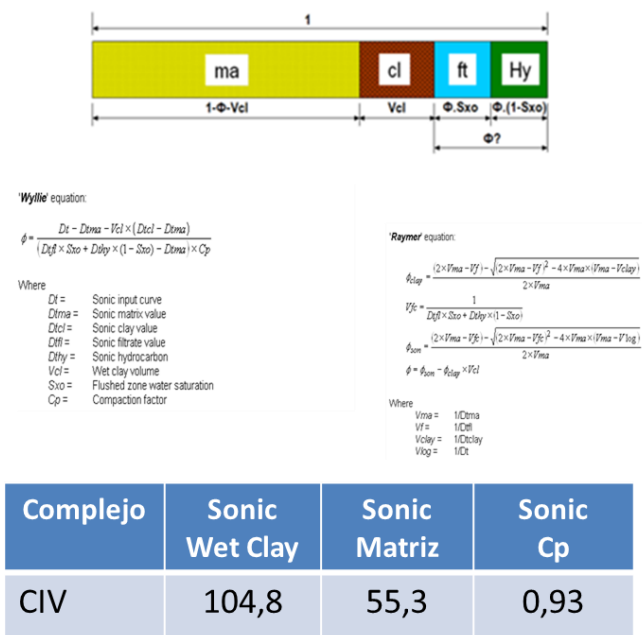 1
ma cl ft Hy
1-Φ-Vcl Vcl Φ.Sxo Φ.(1-Sxo)
Φ?
'Wyllie' equation:
ϕ = (Dt − Dtma − Vcl × (Dtcl − Dtma)) / ((Dtfl × Sxo + Dthy × (1 − Sxo) − Dtma) × Cp)
Where
Dt = Sonic input curve
Dtma = Sonic matrix value
Dtcl = Sonic clay value
Dtfl = Sonic filtrate value
Dthy = Sonic hydrocarbon
Vcl = Wet clay volume
Sxo = Flushed zone water saturation
Cp = Compaction factor
'Raymer' equation:
ϕclay = ((2×Vma −Vf) − √((2×Vma −Vf)² − 4×Vma×(Vma −Vclay))) / (2×Vma)
Vfc = 1 / (Dtfl×Sxo + Dthy×(1−Sxo))
ϕson = ((2×Vma −Vfc) − √((2×Vma −Vfc)² − 4×Vma×(Vma −Vlog))) / (2×Vma)
ϕ = ϕson − ϕclay ×Vcl
Where
Vma = 1/Dtma
Vf = 1/Dtfl
Vclay = 1/Dtclay
Vlog = 1/Dt
Complejo Sonic Wet Clay Sonic Matriz Sonic Cp
CIV 104,8 55,3 0,93